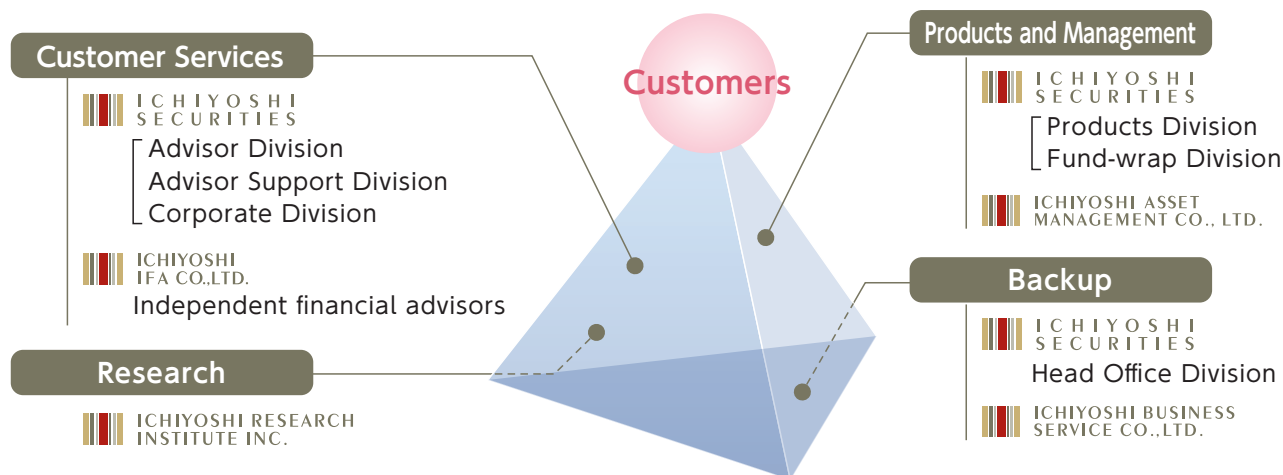 Customer Services
ICHIYOSHI
SECURITIES
Advisor Division
Advisor Support Division
Corporate Division
ICHIYOSHI
IFA CO.,LTD.
Independent financial advisors
Research
ICHIYOSHI RESEARCH
INSTITUTE INC.
Customers
Products and Management
ICHIYOSHI
SECURITIES
Products Division
Fund-wrap Division
ICHIYOSHI ASSET
MANAGEMENT CO., LTD.
Backup
ICHIYOSHI
SECURITIES
Head Office Division
ICHIYOSHI BUSINESS
SERVICE CO.,LTD.